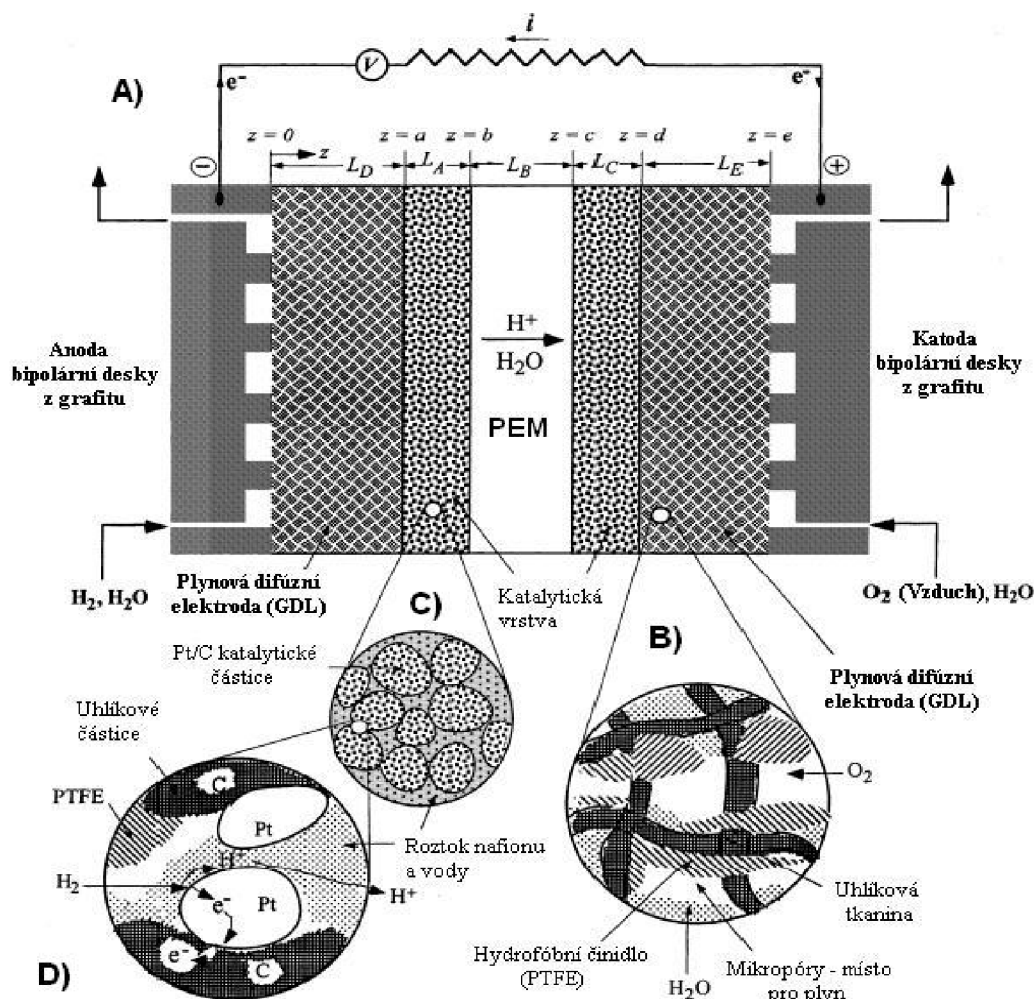 i
V
e⁻
e⁻
A)
z = 0
z = a
z = b
z = c
z = d
z = e
z
L_D
L_A
L_B
L_C
L_E
−
+
H⁺
H₂O
PEM
Anoda
bipolární desky
z grafitu
Katoda
bipolární desky
z grafitu
H₂, H₂O
Plynová difúzní
elektroda (GDL)
C)
Katalytická
vrstva
O₂ (Vzduch), H₂O
B)
Pt/C katalytické
částice
Plynová difúzní
elektroda (GDL)
Uhlíkové
částice
PTFE
C
Pt
O₂
H₂
H⁺
Pt
e⁻
H⁺
Roztok nafionu
a vody
e⁻
C
D)
Uhlíková
tkanina
Hydrofóbní činidlo
(PTFE)
H₂O
Mikropóry - místo
pro plyn